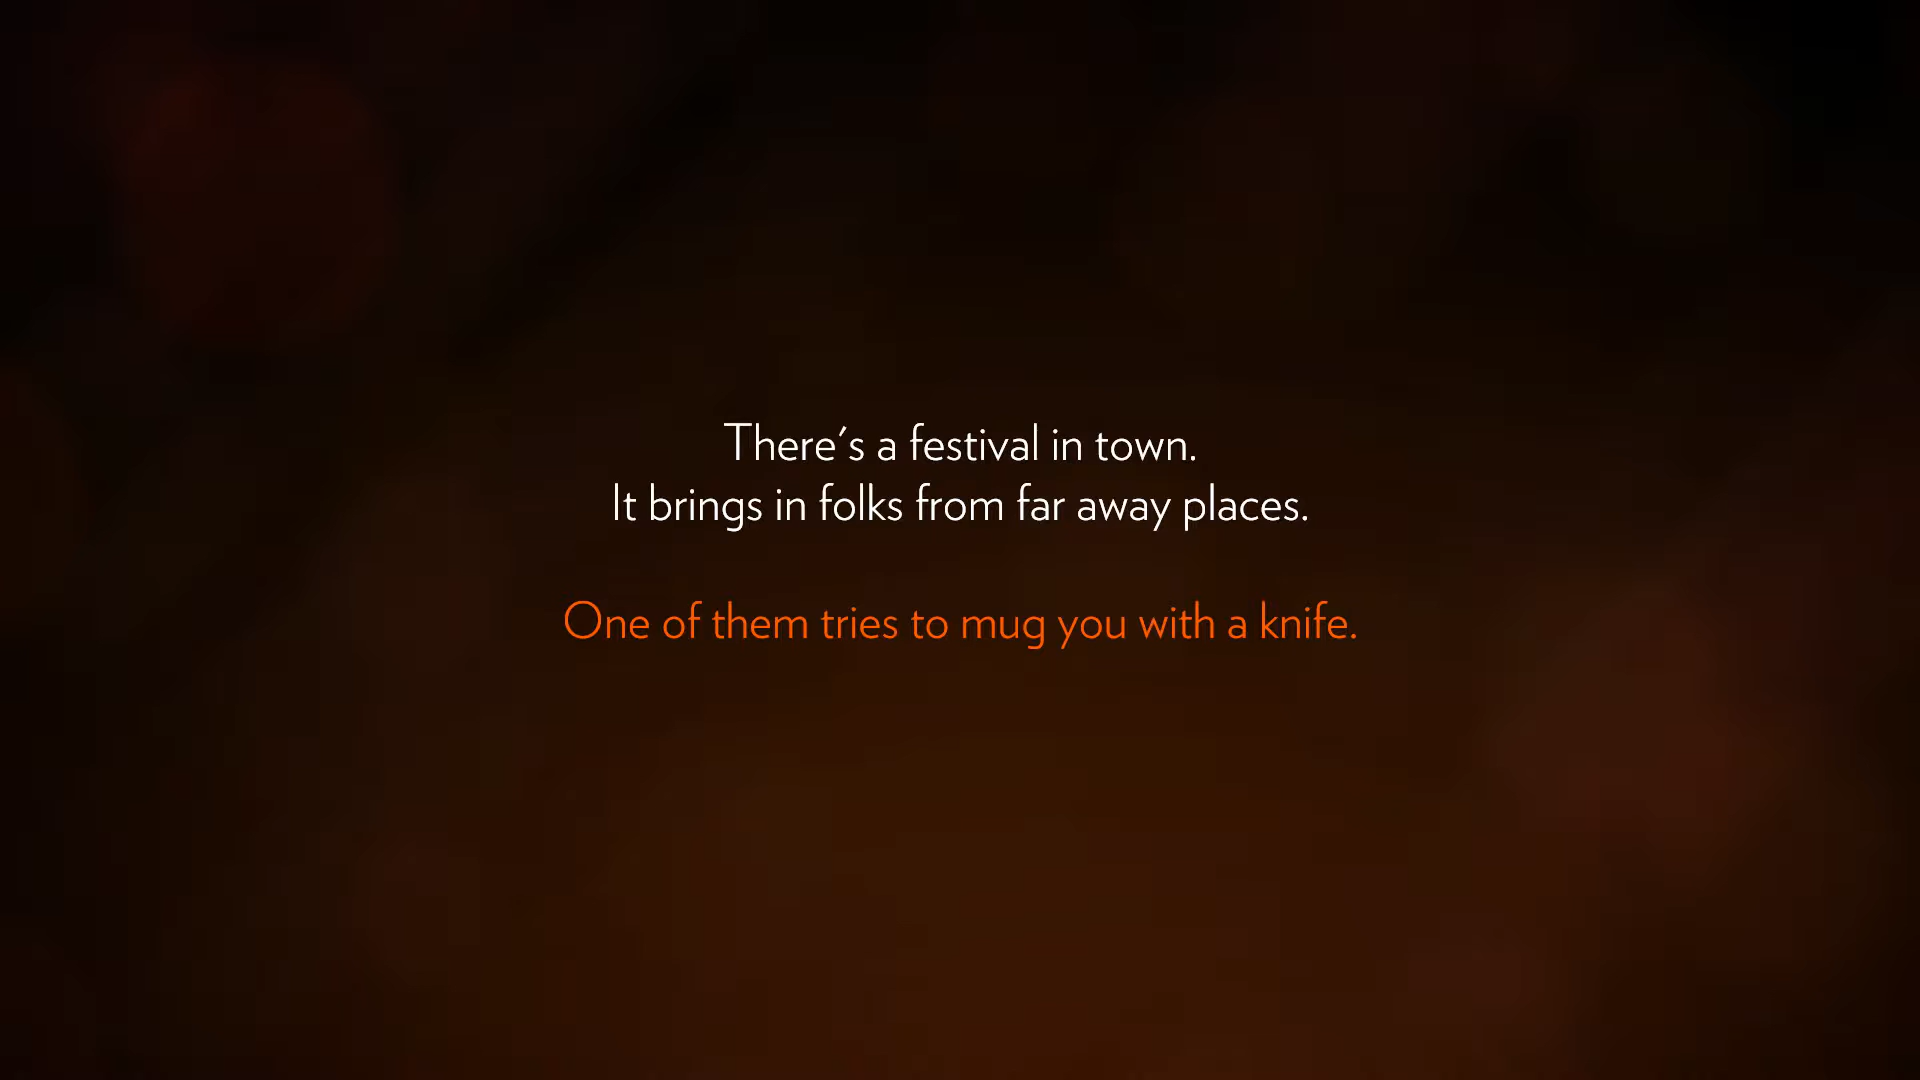 There's a festival in town.
It brings in folks from far away places.
One of them tries to mug you with a knife.